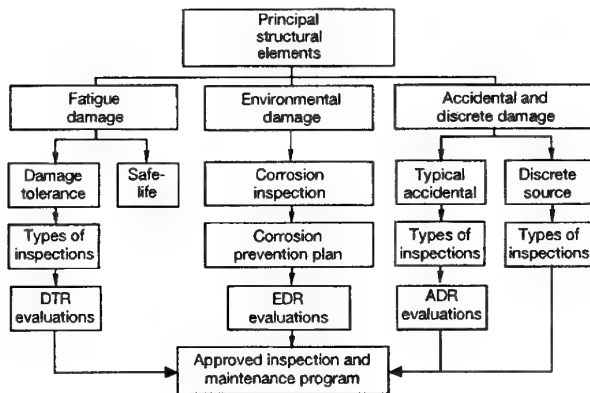 Principal
structural
elements
Fatigue
damage
Environmental
damage
Accidental and
discrete damage
Damage
tolerance
Safe-
life
Corrosion
inspection
Typical
accidental
Discrete
source
Types of
inspections
Corrosion
prevention plan
Types of
inspections
Types of
inspections
DTR
evaluations
EDR
evaluations
ADR
evaluations
Approved inspection and
maintenance program